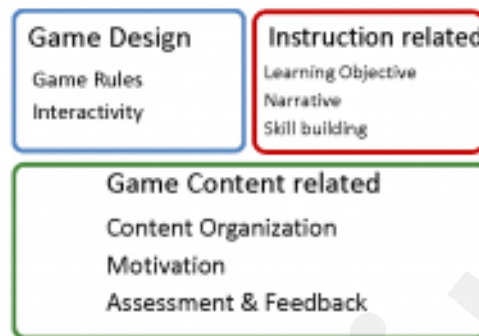 Game Design
Game Rules
Interactivity
Instruction related
Learning Objective
Narrative
Skill building
Game Content related
Content Organization
Motivation
Assessment & Feedback